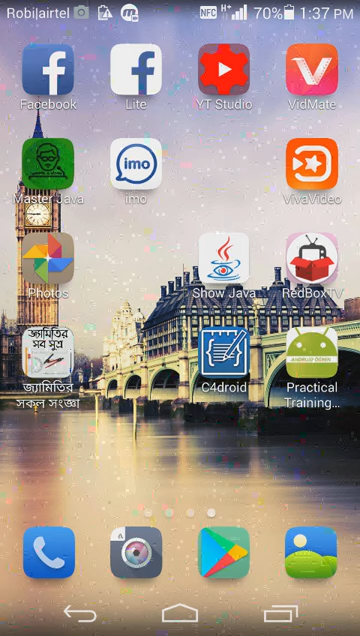 Robi|airtel NFC H+ 70% 1:37 PM
Facebook Lite YT Studio VidMate
Master Java imo VivaVideo
imo
Photos Show Java RedBoxTV
জ্যামিতির
সব সুত্র
জ্যামিতির C4droid Practical
সকল সংজ্ঞা Training...